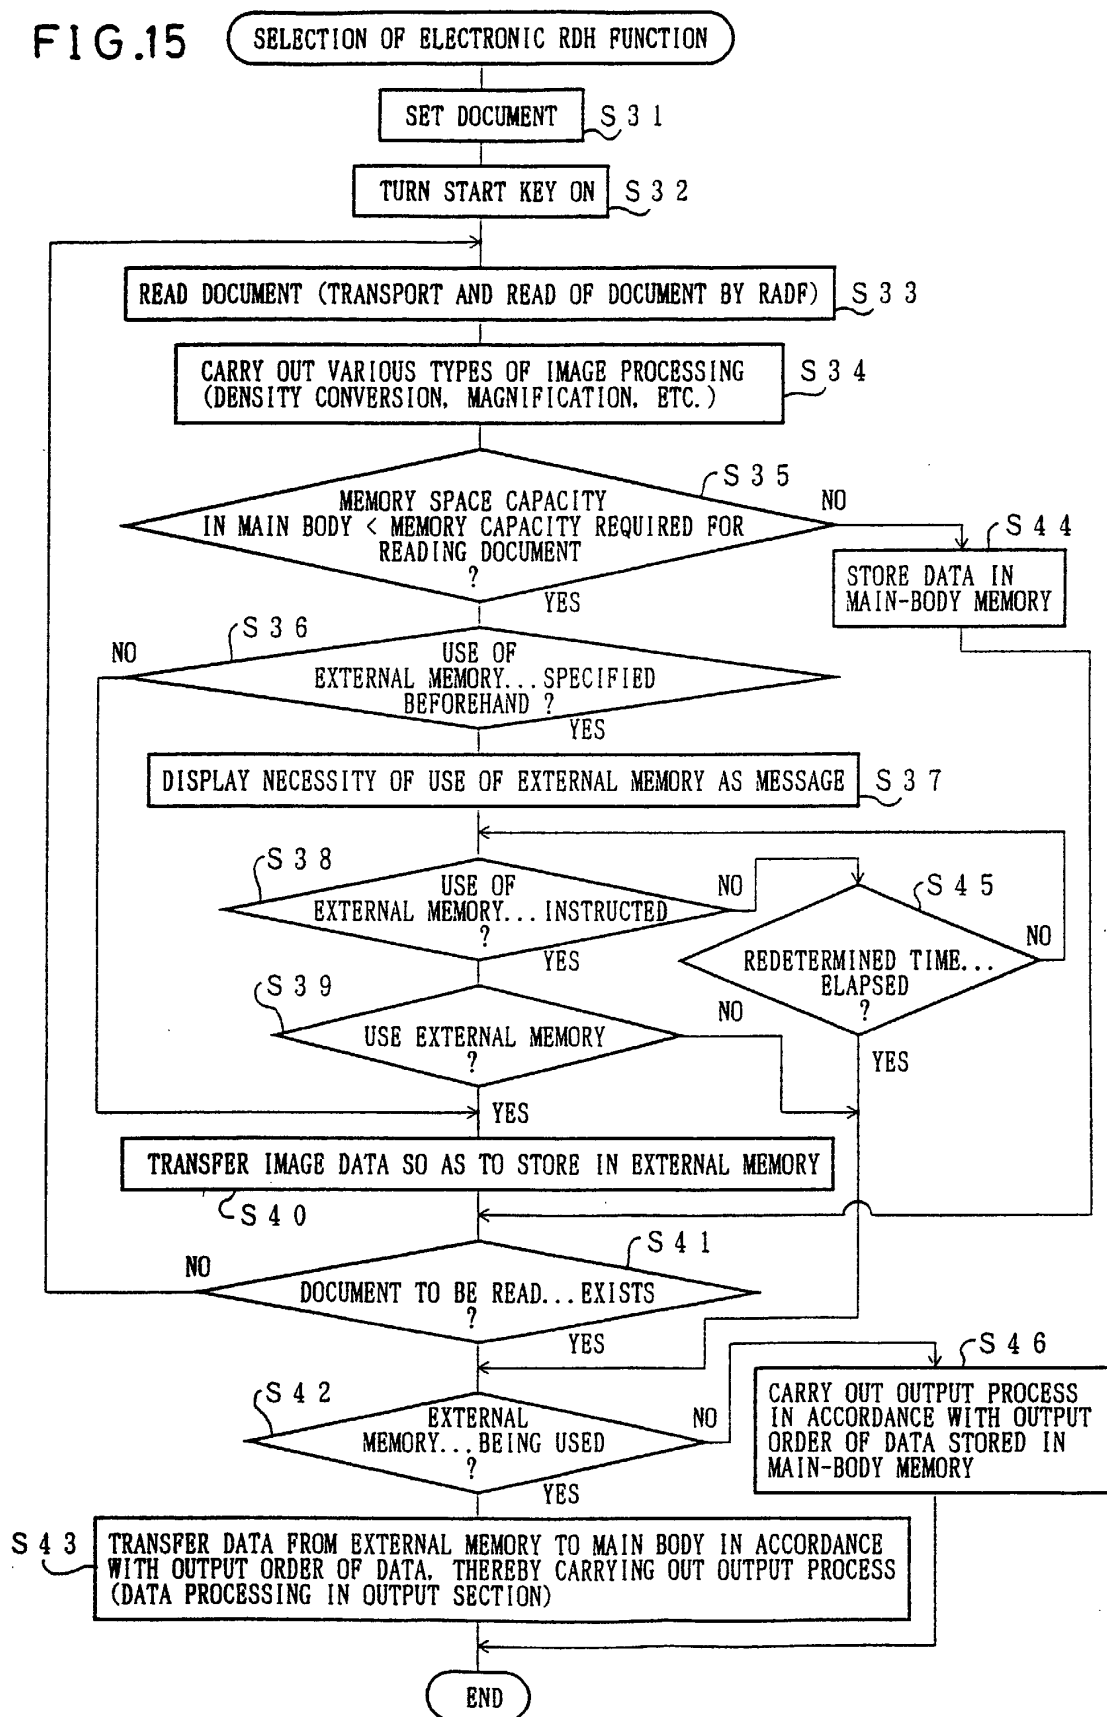 FIG.15
SELECTION OF ELECTRONIC RDH FUNCTION
SET DOCUMENT
S31
TURN START KEY ON
S32
READ DOCUMENT (TRANSPORT AND READ OF DOCUMENT BY RADF)
S33
CARRY OUT VARIOUS TYPES OF IMAGE PROCESSING
(DENSITY CONVERSION, MAGNIFICATION, ETC.)
S34
S35
MEMORY SPACE CAPACITY
IN MAIN BODY < MEMORY CAPACITY REQUIRED FOR
READING DOCUMENT
?
NO
YES
S44
STORE DATA IN
MAIN-BODY MEMORY
S36
NO
USE OF
EXTERNAL MEMORY...SPECIFIED
BEFOREHAND ?
YES
DISPLAY NECESSITY OF USE OF EXTERNAL MEMORY AS MESSAGE
S37
S38
USE OF
EXTERNAL MEMORY...INSTRUCTED
?
NO
YES
S45
REDETERMINED TIME...
ELAPSED
?
NO
YES
S39
USE EXTERNAL MEMORY
?
NO
YES
TRANSFER IMAGE DATA SO AS TO STORE IN EXTERNAL MEMORY
S40
S41
NO
DOCUMENT TO BE READ...EXISTS
?
YES
S42
EXTERNAL
MEMORY...BEING USED
?
NO
YES
S46
CARRY OUT OUTPUT PROCESS
IN ACCORDANCE WITH OUTPUT
ORDER OF DATA STORED IN
MAIN-BODY MEMORY
S43
TRANSFER DATA FROM EXTERNAL MEMORY TO MAIN BODY IN ACCORDANCE
WITH OUTPUT ORDER OF DATA, THEREBY CARRYING OUT OUTPUT PROCESS
(DATA PROCESSING IN OUTPUT SECTION)
END